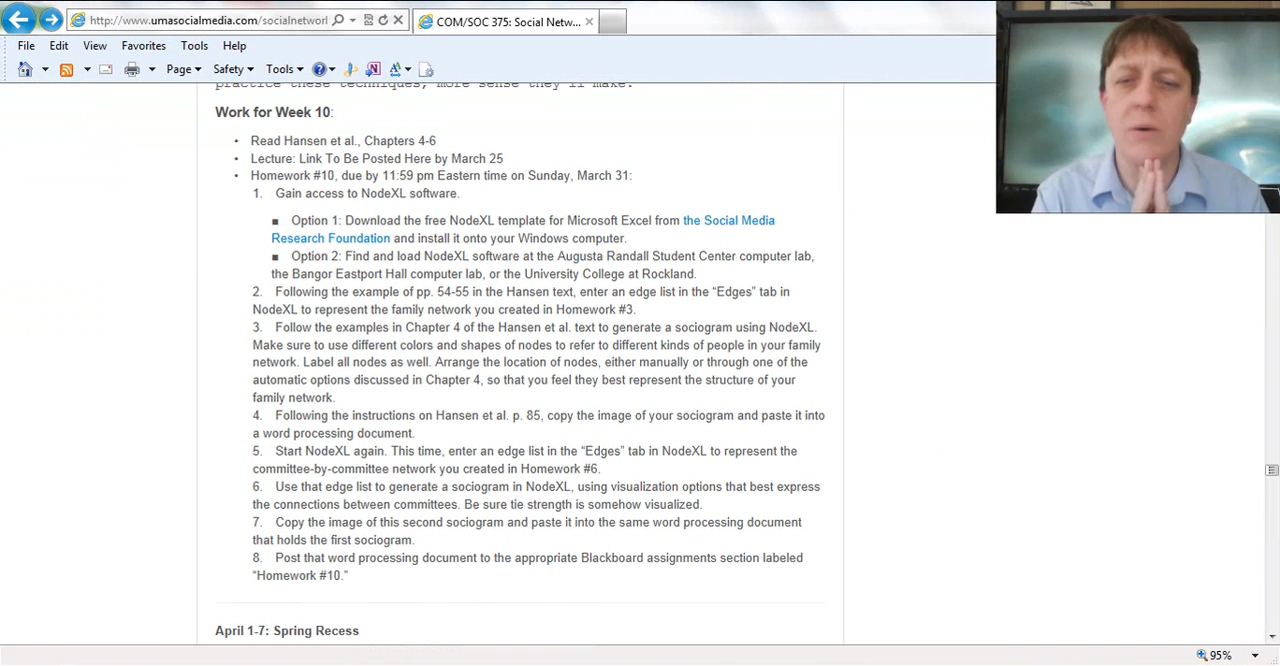 http://www.umasocialmedia.com/socialnetworl
COM/SOC 375: Social Netw...
File Edit View Favorites Tools Help
Page Safety Tools
practice these techniques, more sense they'll make.
Work for Week 10:
• Read Hansen et al., Chapters 4-6
• Lecture: Link To Be Posted Here by March 25
• Homework #10, due by 11:59 pm Eastern time on Sunday, March 31:
1. Gain access to NodeXL software.
■ Option 1: Download the free NodeXL template for Microsoft Excel from the Social Media
Research Foundation and install it onto your Windows computer.
■ Option 2: Find and load NodeXL software at the Augusta Randall Student Center computer lab,
the Bangor Eastport Hall computer lab, or the University College at Rockland.
2. Following the example of pp. 54-55 in the Hansen text, enter an edge list in the “Edges” tab in
NodeXL to represent the family network you created in Homework #3.
3. Follow the examples in Chapter 4 of the Hansen et al. text to generate a sociogram using NodeXL.
Make sure to use different colors and shapes of nodes to refer to different kinds of people in your family
network. Label all nodes as well. Arrange the location of nodes, either manually or through one of the
automatic options discussed in Chapter 4, so that you feel they best represent the structure of your
family network.
4. Following the instructions on Hansen et al. p. 85, copy the image of your sociogram and paste it into
a word processing document.
5. Start NodeXL again. This time, enter an edge list in the “Edges” tab in NodeXL to represent the
committee-by-committee network you created in Homework #6.
6. Use that edge list to generate a sociogram in NodeXL, using visualization options that best express
the connections between committees. Be sure tie strength is somehow visualized.
7. Copy the image of this second sociogram and paste it into the same word processing document
that holds the first sociogram.
8. Post that word processing document to the appropriate Blackboard assignments section labeled
“Homework #10.”
April 1-7: Spring Recess
95%